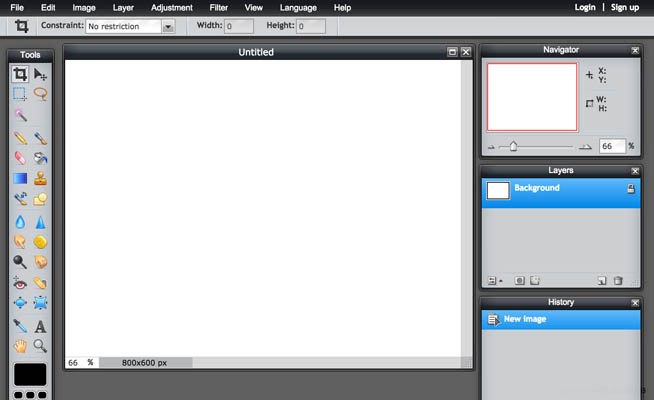 File Edit Image Layer Adjustment Filter View Language Help Login | Sign up
Constraint: No restriction Width: 0 Height: 0
Tools
Untitled
Navigator
X:
Y:
W:
H:
66 %
Layers
Background
History
New Image
A
66 % 800x600 px